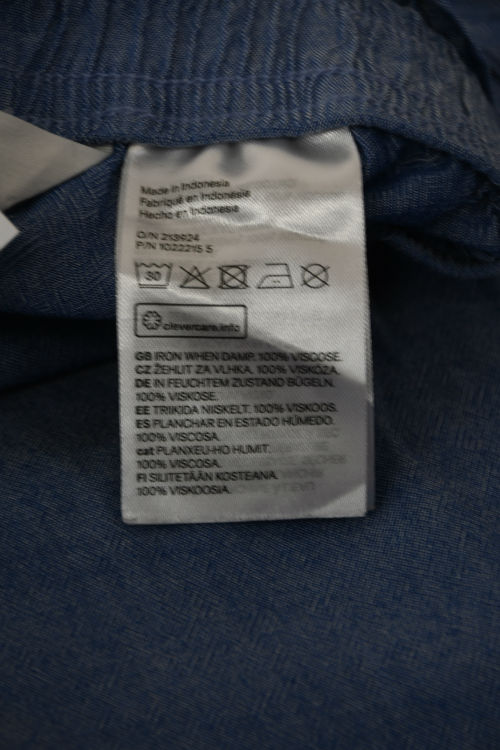 Made in Indonesia
Fabriqué en Indonésie
Hecho en Indonesia
O/N 213924
P/N 1022215 5
30
clevercare.info
GB IRON WHEN DAMP. 100% VISCOSE.
CZ ŽEHLIT ZA VLHKA. 100% VISKÓZA.
DE IN FEUCHTEM ZUSTAND BÜGELN.
100% VISKOSE.
EE TRIIKIDA NIISKELT. 100% VISKOOS.
ES PLANCHAR EN ESTADO HÚMEDO.
100% VISCOSA.
cat PLANXEU-HO HUMIT.
100% VISCOSA.
FI SILITETÄÄN KOSTEANA.
100% VISKOOSIA.